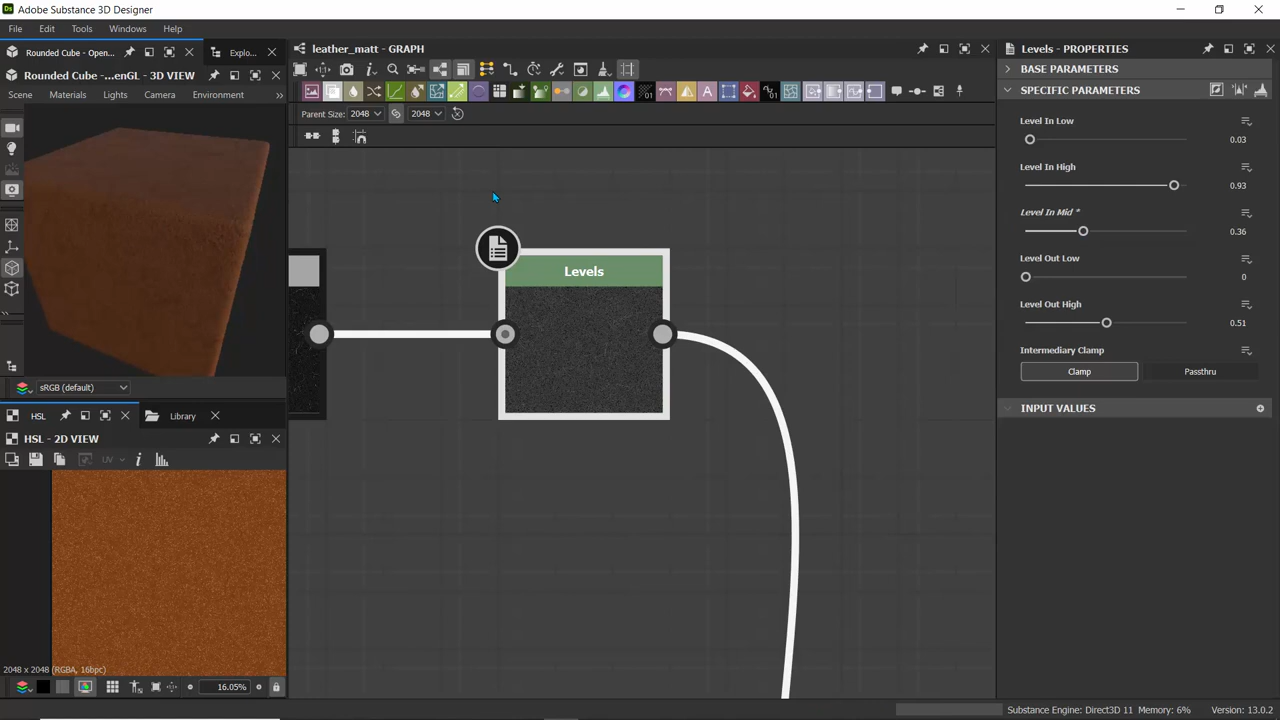 Ds Adobe Substance 3D Designer
File Edit Tools Windows Help
Rounded Cube - Open... Explo...
Rounded Cube -...enGL - 3D VIEW
Scene Materials Lights Camera Environment »
sRGB (default)
HSL Library
HSL - 2D VIEW
UV
2048 x 2048 (RGBA, 16bpc)
16.05%
leather_matt - GRAPH
Parent Size: 2048 2048
Levels
Levels - PROPERTIES
BASE PARAMETERS
SPECIFIC PARAMETERS
Level In Low
0.03
Level In High
0.93
Level In Mid *
0.36
Level Out Low
0
Level Out High
0.51
Intermediary Clamp
Clamp Passthru
INPUT VALUES
Substance Engine: Direct3D 11 Memory: 6% Version: 13.0.2